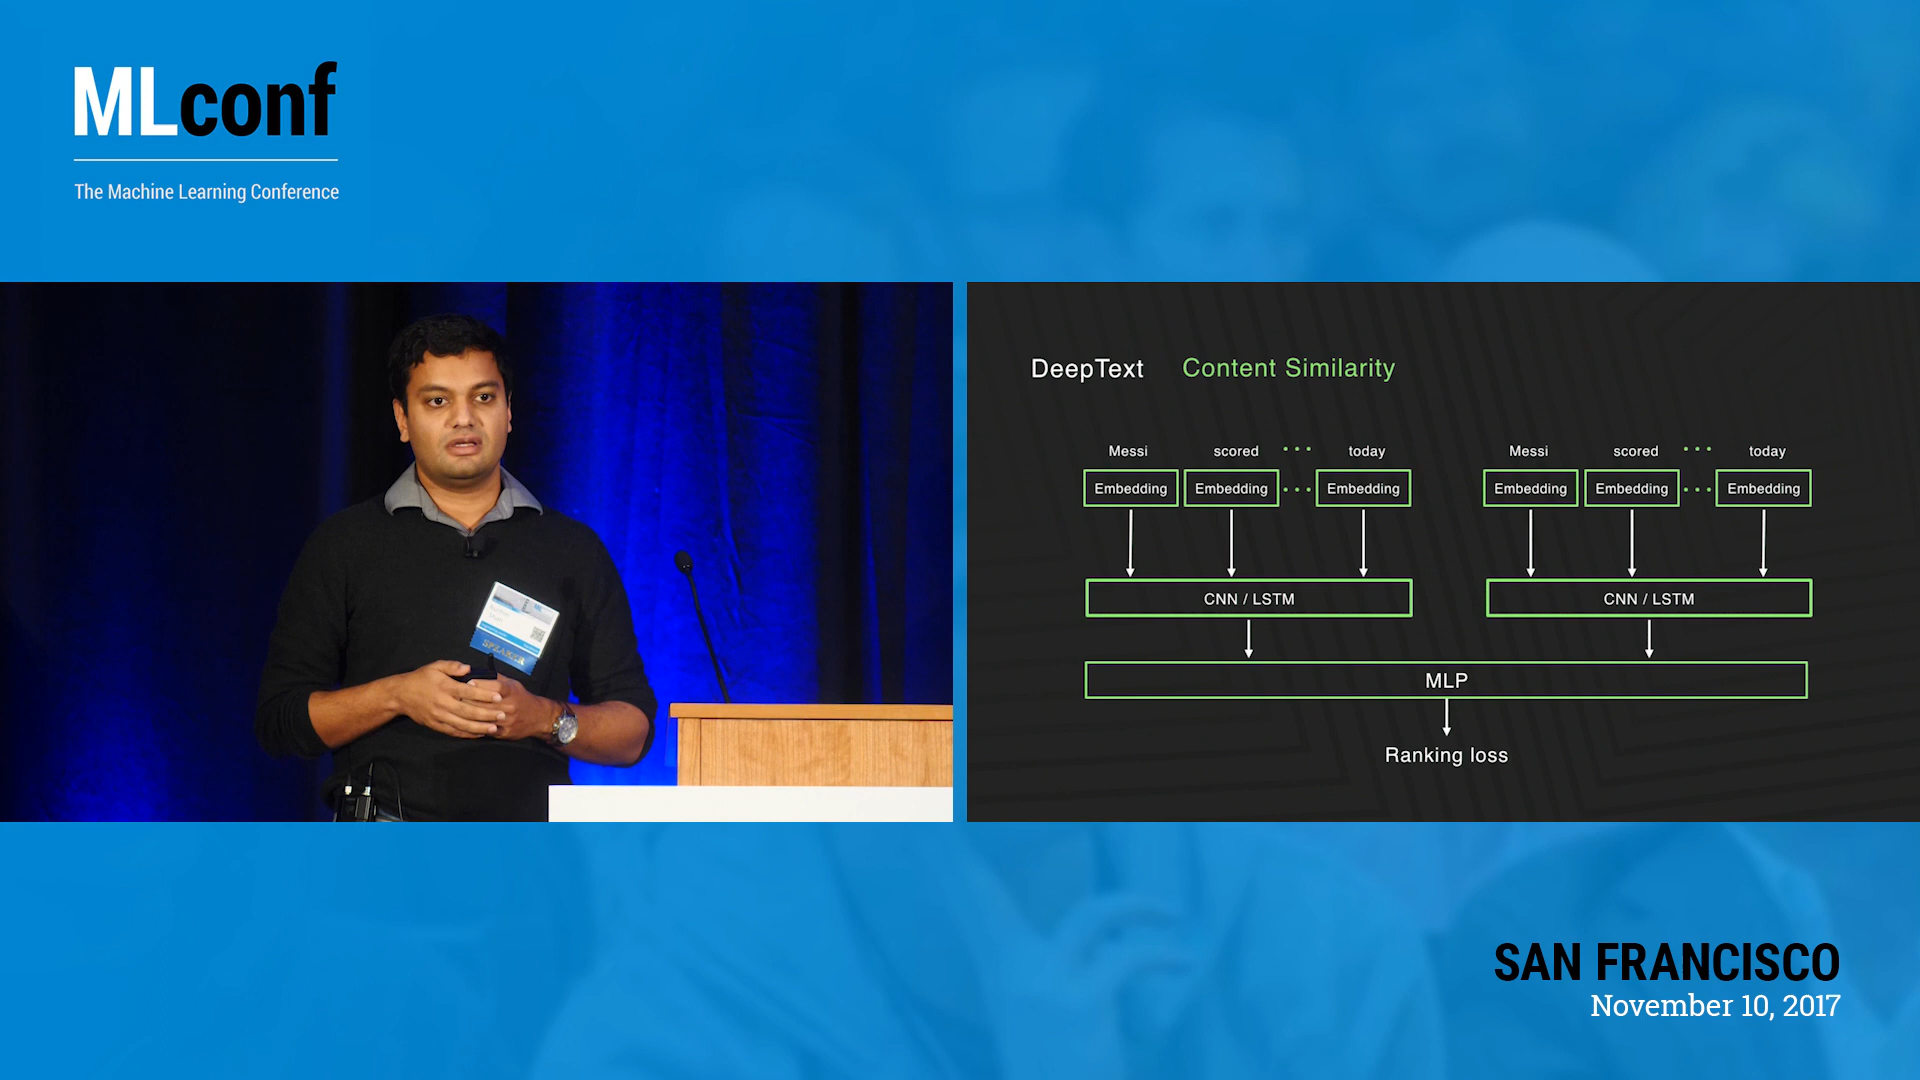 MLconf
The Machine Learning Conference
SPEAKER
DeepText Content Similarity
Messi scored ··· today
Embedding Embedding ··· Embedding
Messi scored ··· today
Embedding Embedding ··· Embedding
CNN / LSTM
CNN / LSTM
MLP
Ranking loss
SAN FRANCISCO
November 10, 2017